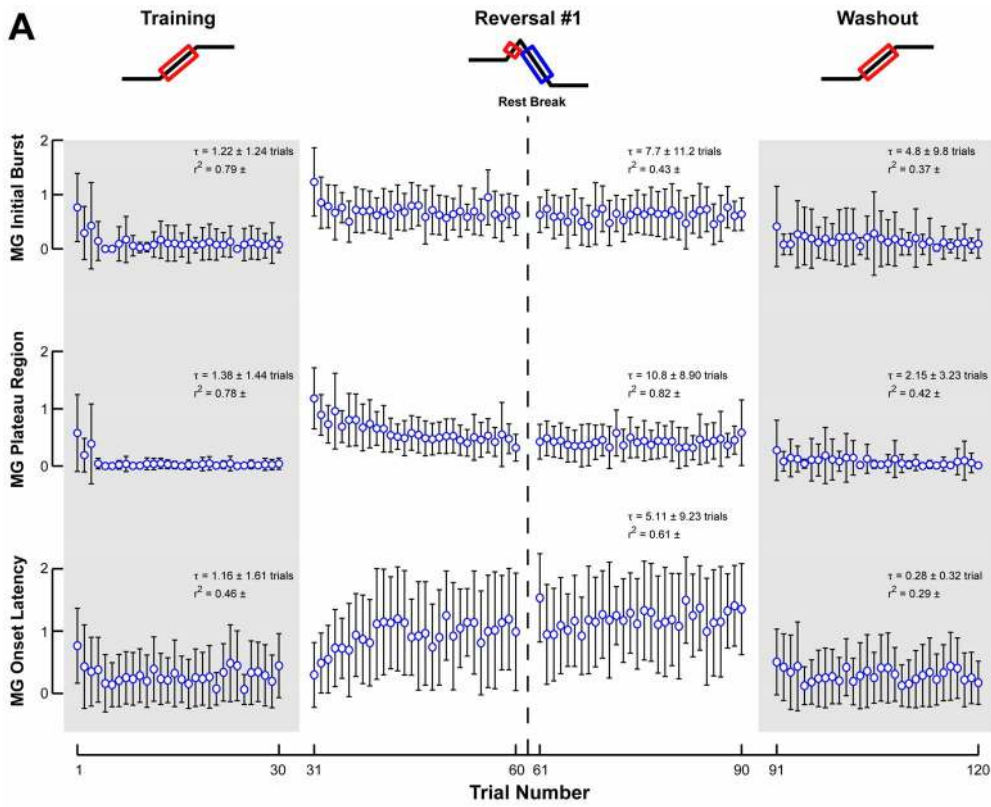 A
Training
Reversal #1
Washout
Rest Break
MG Initial Burst
2
1
0
τ = 1.22 ± 1.24 trials
r² = 0.79 ±
τ = 7.7 ± 11.2 trials
r² = 0.43 ±
τ = 4.8 ± 9.8 trials
r² = 0.37 ±
MG Plateau Region
2
1
0
τ = 1.38 ± 1.44 trials
r² = 0.78 ±
τ = 10.8 ± 8.90 trials
r² = 0.82 ±
τ = 2.15 ± 3.23 trials
r² = 0.42 ±
MG Onset Latency
2
1
0
τ = 1.16 ± 1.61 trials
r² = 0.46 ±
τ = 5.11 ± 9.23 trials
r² = 0.61 ±
τ = 0.28 ± 0.32 trial
r² = 0.29 ±
1 30 31 60 61 90 91 120
Trial Number